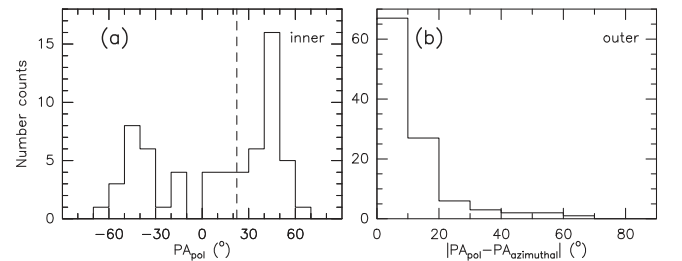 (a)
inner
Number counts
15
10
5
0
−60
−30
0
30
60
PA_pol (°)
(b)
outer
60
40
20
0
0
20
40
60
80
|PA_pol−PA_azimuthal| (°)